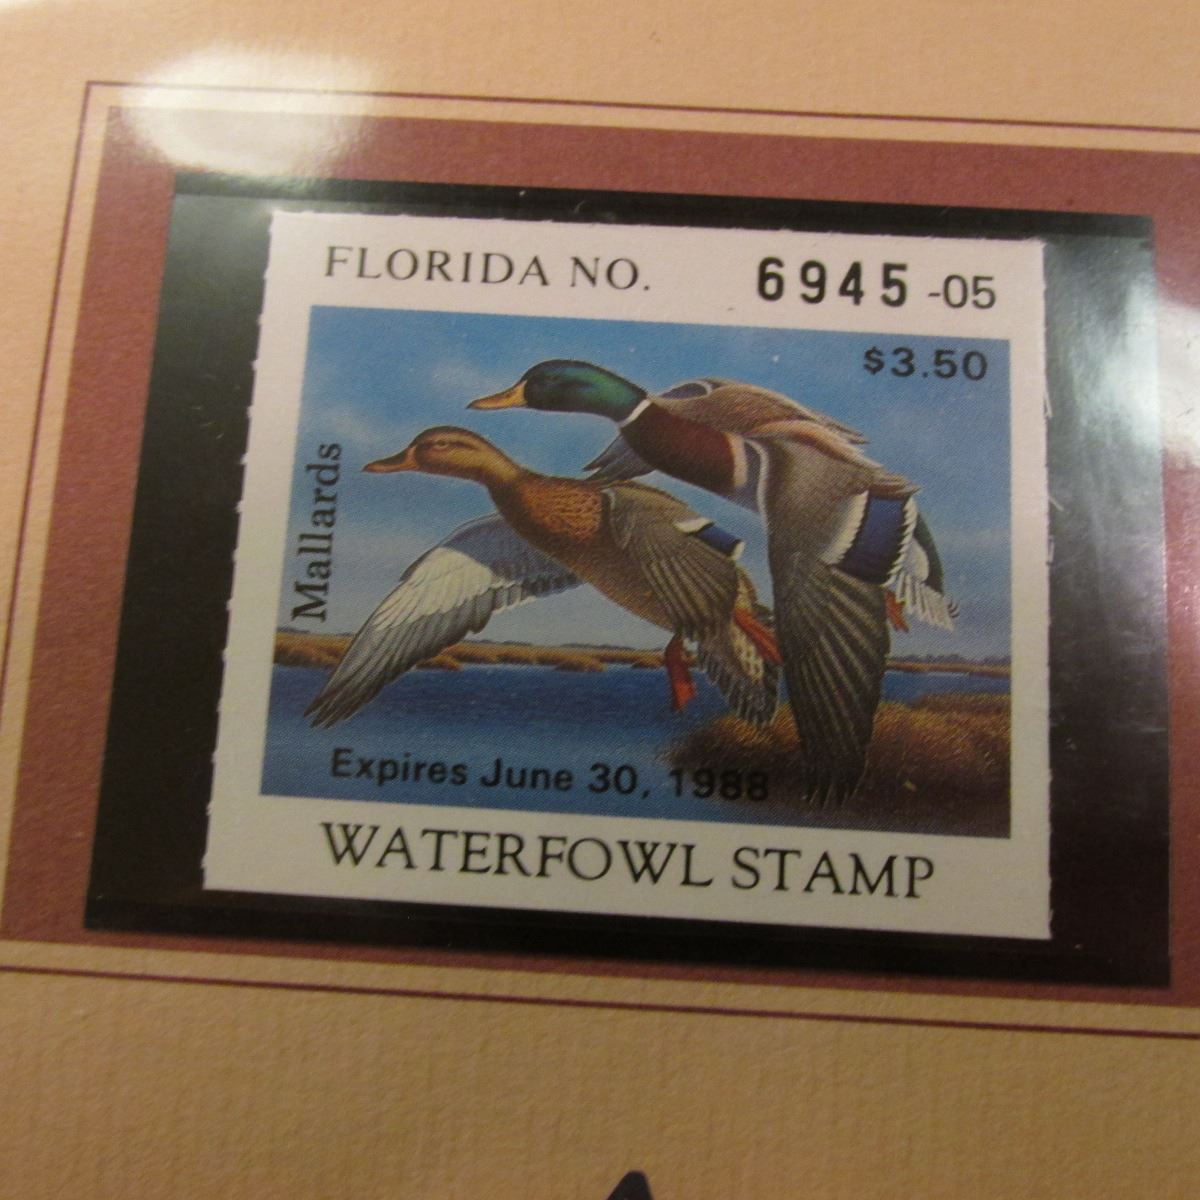 FLORIDA NO. 6945 -05
$3.50
Mallards
Expires June 30, 1988
WATERFOWL STAMP